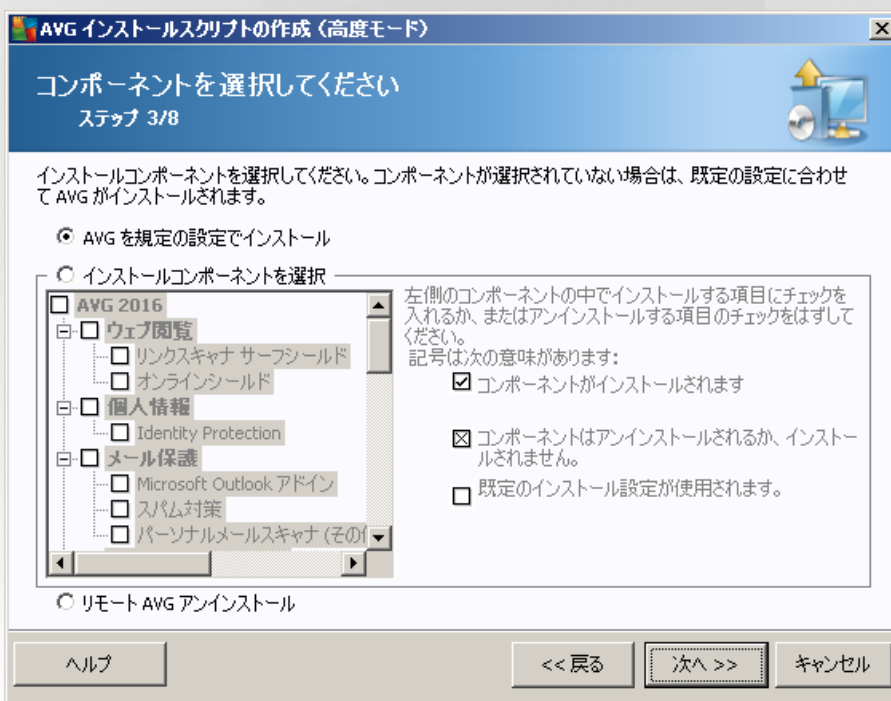 AVG インストールスクリプトの作成 (高度モード)
コンポーネントを選択してください
ステップ 3/8
インストールコンポーネントを選択してください。コンポーネントが選択されていない場合は、既定の設定に合わせ
て AVG がインストールされます。
AVG を規定の設定でインストール
インストールコンポーネントを選択
AVG 2016
ウェブ閲覧
リンクスキャナ サーフシールド
オンラインシールド
個人情報
Identity Protection
メール保護
Microsoft Outlook アドイン
スパム対策
パーソナルメールスキャナ (その
左側のコンポーネントの中でインストールする項目にチェックを
入れるか、またはアンインストールする項目のチェックをはずして
ください。
記号は次の意味があります:
コンポーネントがインストールされます
コンポーネントはアンインストールされるか、インストー
ルされません。
既定のインストール設定が使用されます。
リモート AVG アンインストール
ヘルプ
<< 戻る
次へ >>
キャンセル